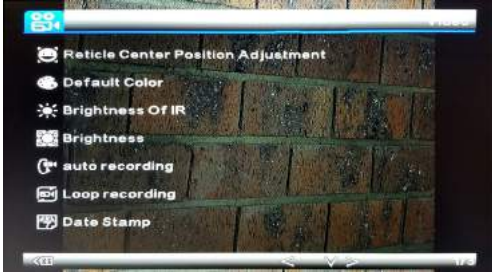 Video
Reticle Center Position Adjustment
Default Color
Brightness Of IR
Brightness
auto recording
Loop recording
Date Stamp
< v > 1/3